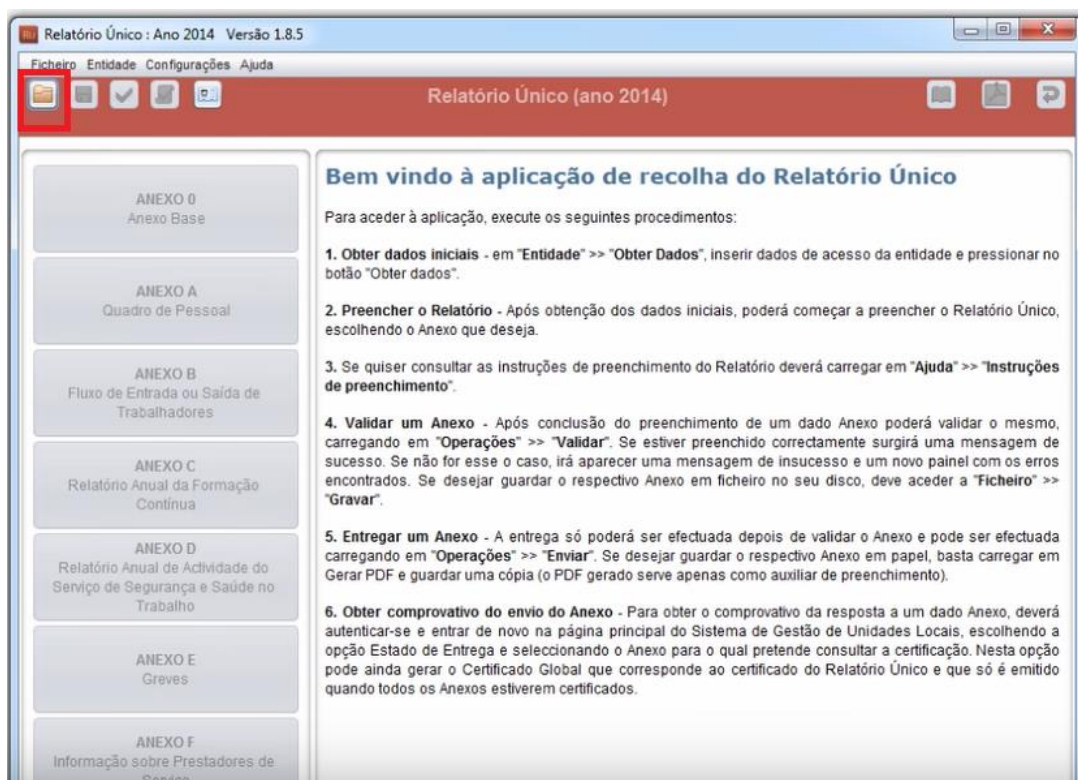 Relatório Único : Ano 2014 Versão 1.8.5
Ficheiro Entidade Configurações Ajuda
Relatório Único (ano 2014)
ANEXO 0
Anexo Base
ANEXO A
Quadro de Pessoal
ANEXO B
Fluxo de Entrada ou Saída de
Trabalhadores
ANEXO C
Relatório Anual da Formação
Contínua
ANEXO D
Relatório Anual de Actividade do
Serviço de Segurança e Saúde no
Trabalho
ANEXO E
Greves
ANEXO F
Informação sobre Prestadores de
Serviço
Bem vindo à aplicação de recolha do Relatório Único
Para aceder à aplicação, execute os seguintes procedimentos:
1. Obter dados iniciais - em "Entidade" >> "Obter Dados", inserir dados de acesso da entidade e pressionar no
botão "Obter dados".
2. Preencher o Relatório - Após obtenção dos dados iniciais, poderá começar a preencher o Relatório Único,
escolhendo o Anexo que deseja.
3. Se quiser consultar as instruções de preenchimento do Relatório deverá carregar em "Ajuda" >> "Instruções
de preenchimento".
4. Validar um Anexo - Após conclusão do preenchimento de um dado Anexo poderá validar o mesmo,
carregando em "Operações" >> "Validar". Se estiver preenchido correctamente surgirá uma mensagem de
sucesso. Se não for esse o caso, irá aparecer uma mensagem de insucesso e um novo painel com os erros
encontrados. Se desejar guardar o respectivo Anexo em ficheiro no seu disco, deve aceder a "Ficheiro" >>
"Gravar".
5. Entregar um Anexo - A entrega só poderá ser efectuada depois de validar o Anexo e pode ser efectuada
carregando em "Operações" >> "Enviar". Se desejar guardar o respectivo Anexo em papel, basta carregar em
Gerar PDF e guardar uma cópia (o PDF gerado serve apenas como auxiliar de preenchimento).
6. Obter comprovativo do envio do Anexo - Para obter o comprovativo da resposta a um dado Anexo, deverá
autenticar-se e entrar de novo na página principal do Sistema de Gestão de Unidades Locais, escolhendo a
opção Estado de Entrega e seleccionando o Anexo para o qual pretende consultar a certificação. Nesta opção
pode ainda gerar o Certificado Global que corresponde ao certificado do Relatório Único e que só é emitido
quando todos os Anexos estiverem certificados.